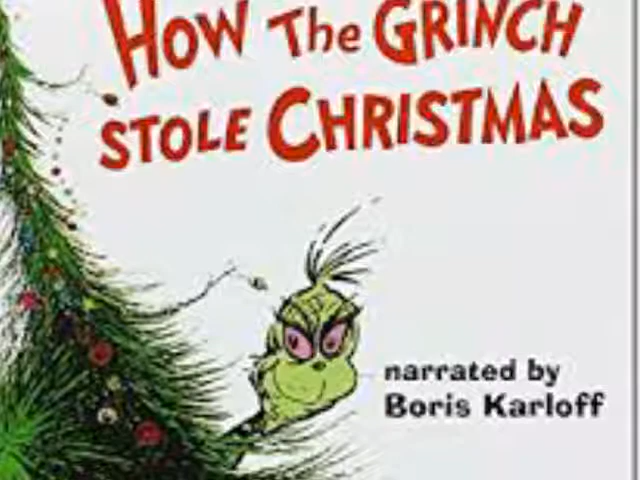 How The GRINCH
STOLE CHRISTMAS
narrated by
Boris Karloff